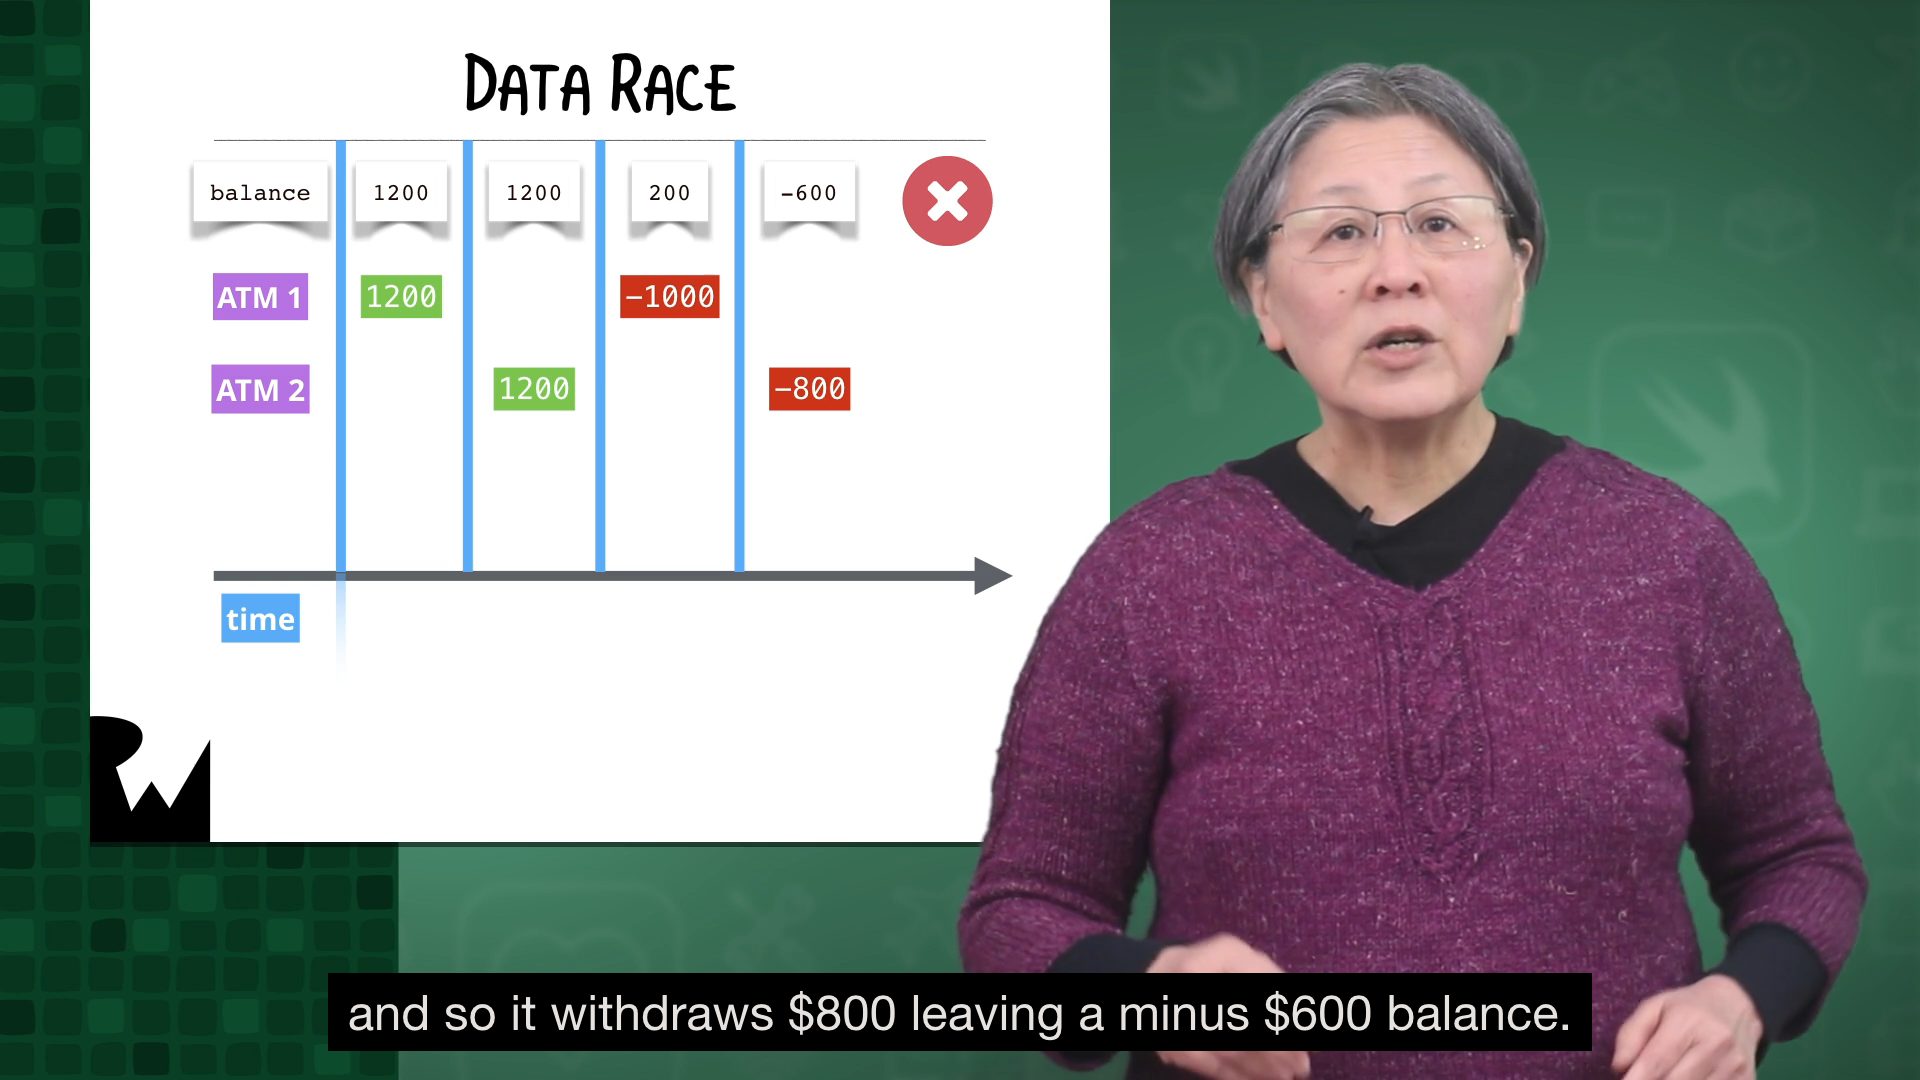 DATA RACE
balance 1200 1200 200 -600
ATM 1 1200 −1000
ATM 2 1200 −800
time
RW
and so it withdraws $800 leaving a minus $600 balance.